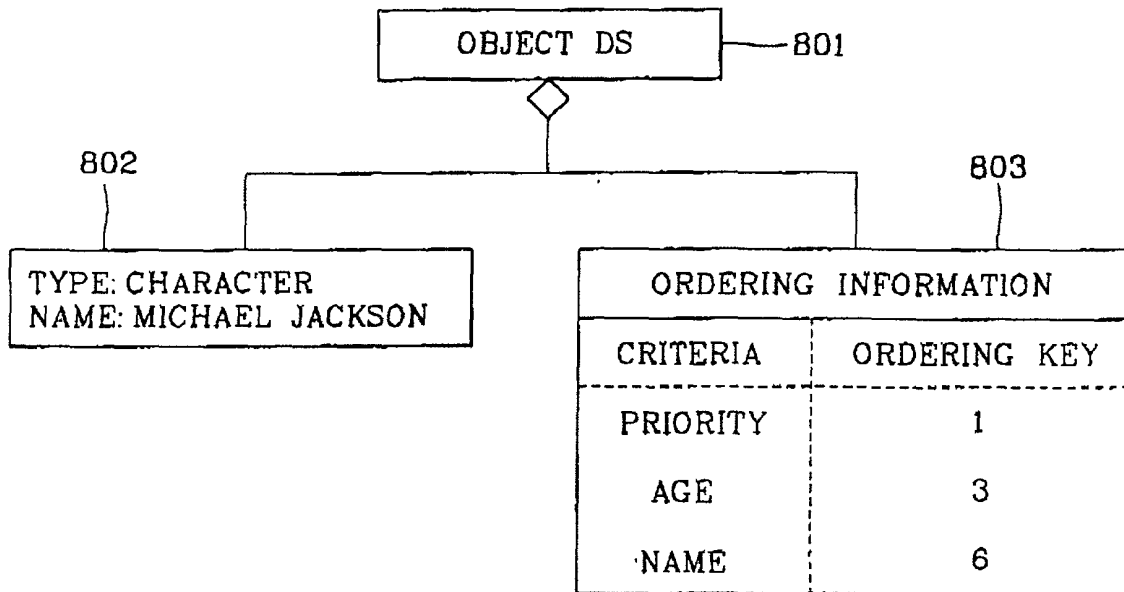 OBJECT DS
801
802
803
TYPE: CHARACTER
NAME: MICHAEL JACKSON
ORDERING INFORMATION
CRITERIA ORDERING KEY
PRIORITY 1
AGE 3
NAME 6